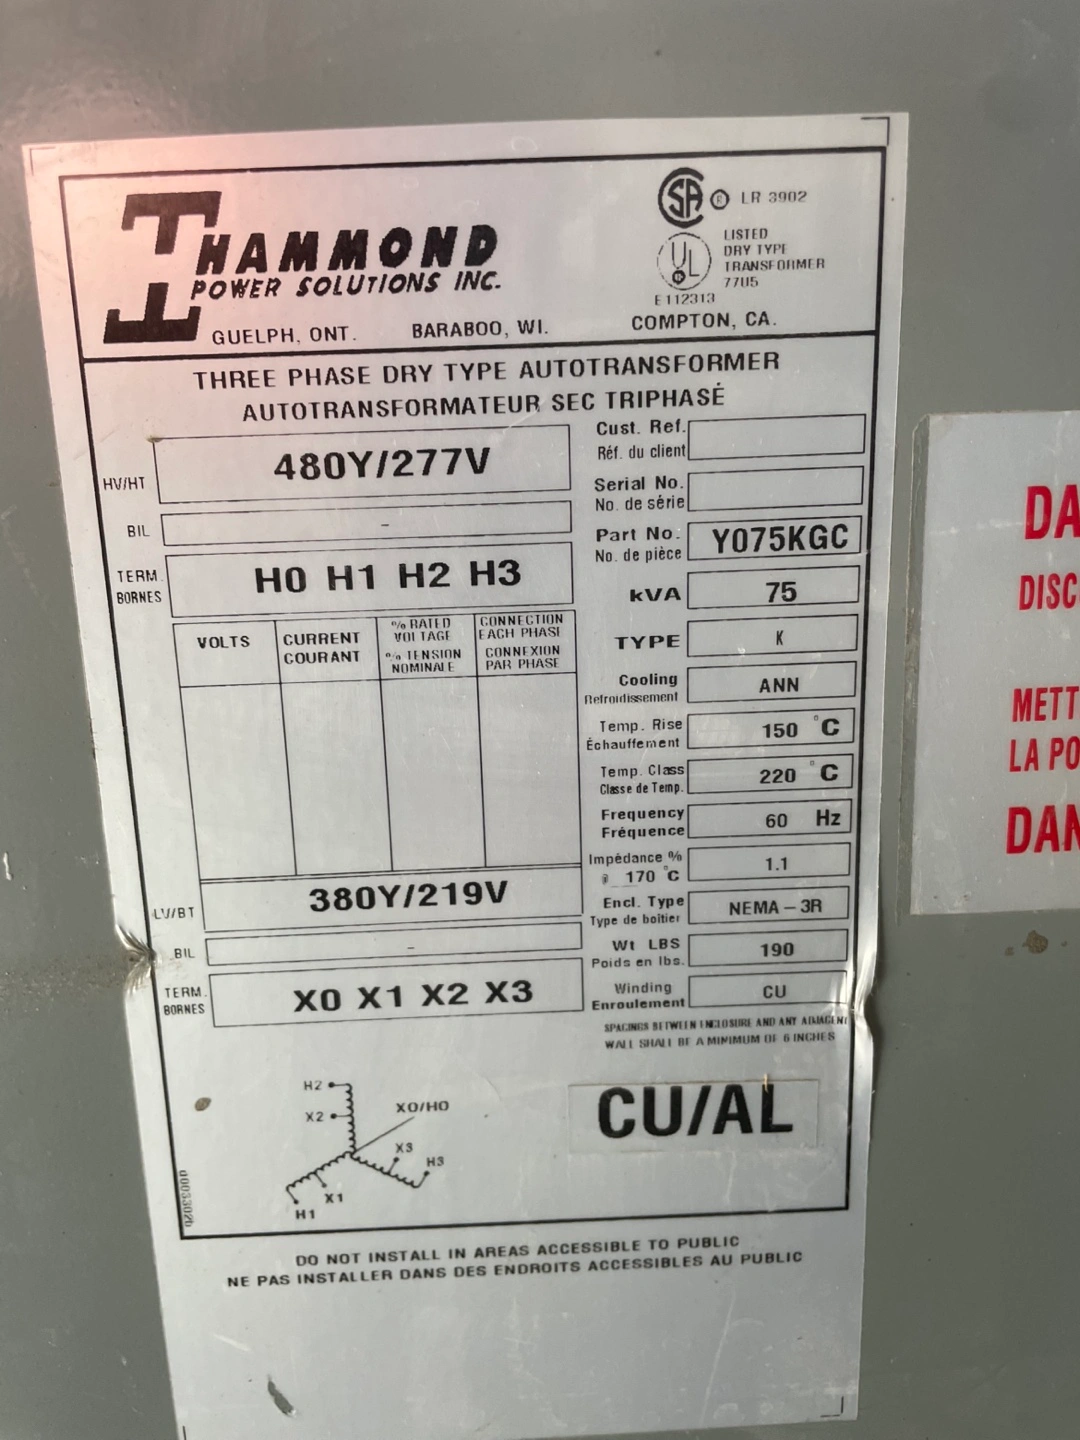 HAMMOND
POWER SOLUTIONS INC.
GUELPH, ONT. BARABOO, WI. COMPTON, CA.
SA ® LR 3902
UL
LISTED
DRY TYPE
TRANSFORMER
77U5
E112313
THREE PHASE DRY TYPE AUTOTRANSFORMER
AUTOTRANSFORMATEUR SEC TRIPHASÉ
HV/HT 480Y/277V
BIL -
TERM.
BORNES
H0 H1 H2 H3
VOLTS
CURRENT
COURANT
% RATED
VOLTAGE
% TENSION
NOMINALE
CONNECTION
EACH PHASE
CONNEXION
PAR PHASE
LV/BT 380Y/219V
BIL -
TERM.
BORNES
X0 X1 X2 X3
Cust. Ref.
Réf. du client
Serial No.
No. de série
Part No.
No. de pièce
Y075KGC
kVA 75
TYPE K
Cooling
Refroidissement
ANN
Temp. Rise
Échauffement
150 °C
Temp. Class
Classe de Temp.
220 °C
Frequency
Fréquence
60 Hz
Impédance %
@ 170 °C
1.1
Encl. Type
Type de boîtier
NEMA – 3R
Wt LBS
Poids en lbs.
190
Winding
Enroulement
CU
SPACINGS BETWEEN ENCLOSURE AND ANY ADJACENT
WALL SHALL BE A MINIMUM OF 6 INCHES
H2
X2
X0/H0
X3
H3
X1
H1
CU/AL
DO NOT INSTALL IN AREAS ACCESSIBLE TO PUBLIC
NE PAS INSTALLER DANS DES ENDROITS ACCESSIBLES AU PUBLIC
DA
DISC
METT
LA PO
DAN